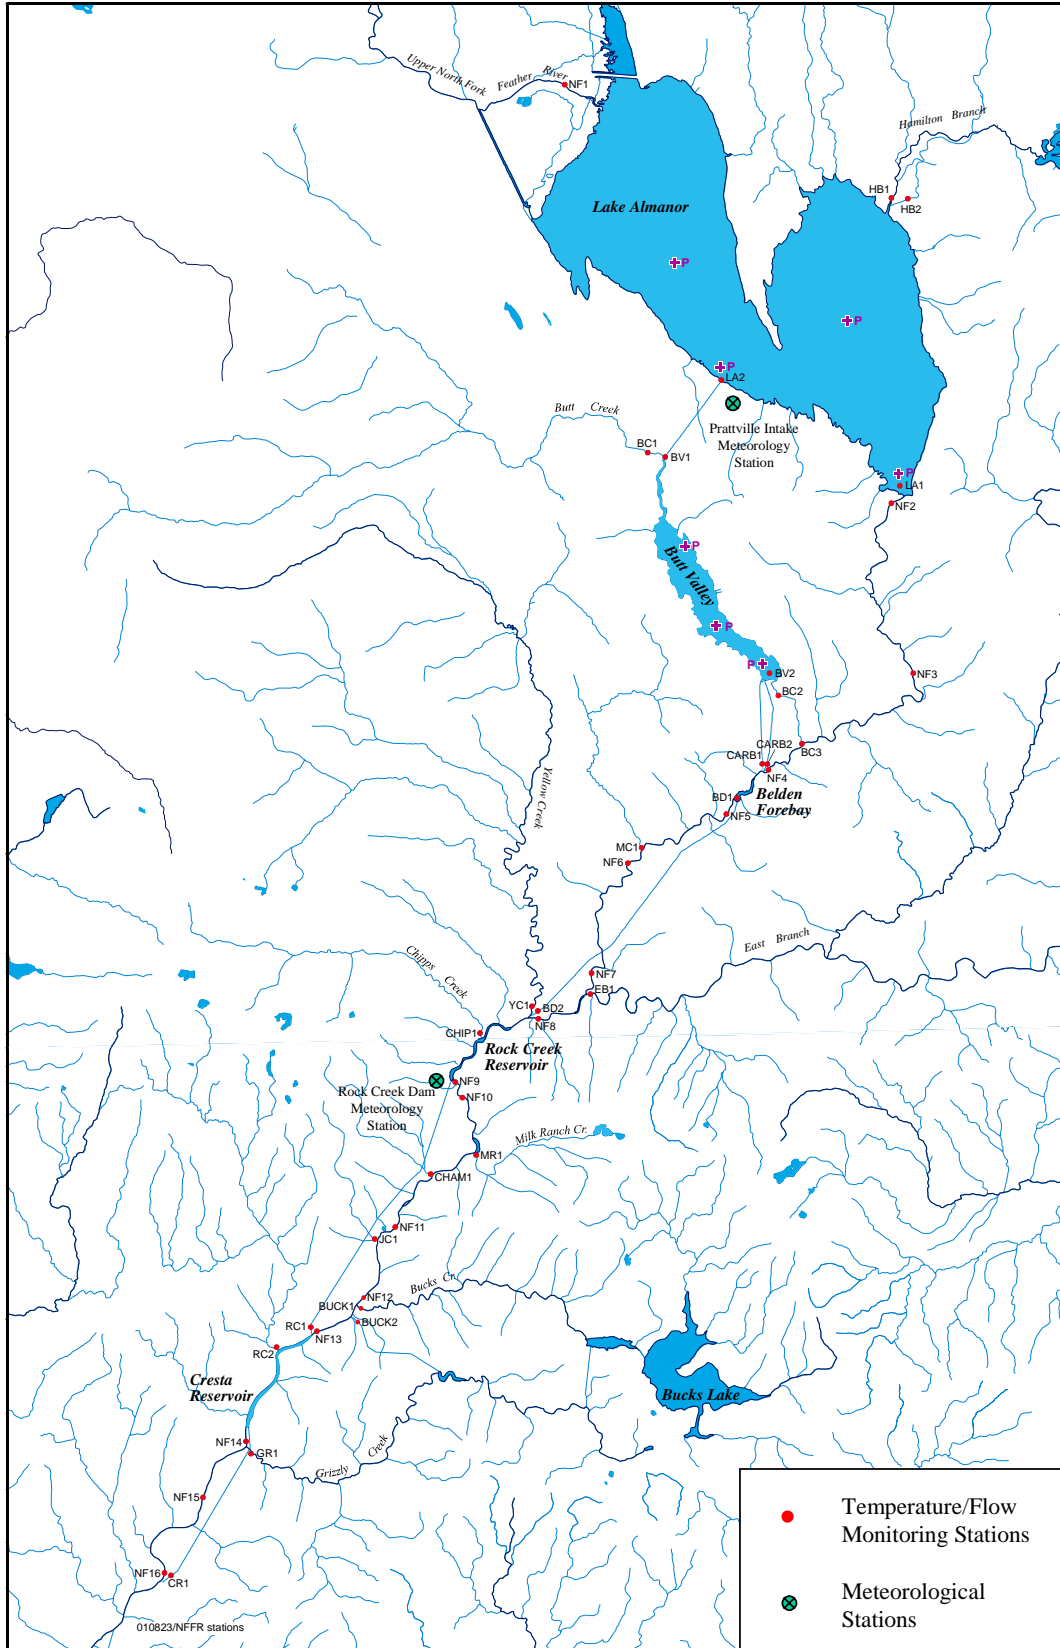 Upper North Fork Feather River
NF1
Hamilton Branch
HB1
HB2
Lake Almanor
P
P
P
LA2
Prattville Intake
Meteorology
Station
Butt Creek
BC1
BV1
P
LA1
NF2
P
Butt Valley
P
P
BV2
NF3
BC2
CARB2
BC3
CARB1
NF4
Yellow Creek
BD1
Belden
Forebay
NF5
MC1
NF6
East Branch
Chipps Creek
NF7
EB1
YC1
BD2
NF8
CHIP1
Rock Creek
Reservoir
NF9
Rock Creek Dam
Meteorology
Station
NF10
Milk Ranch Cr.
MR1
CHAM1
NF11
JC1
Bucks Cr.
NF12
BUCK1
BUCK2
RC1
NF13
RC2
Cresta
Reservoir
Bucks Lake
NF14
GR1
Grizzly Creek
NF15
NF16
CR1
010823/NFFR stations
Temperature/Flow
Monitoring Stations
Meteorological
Stations